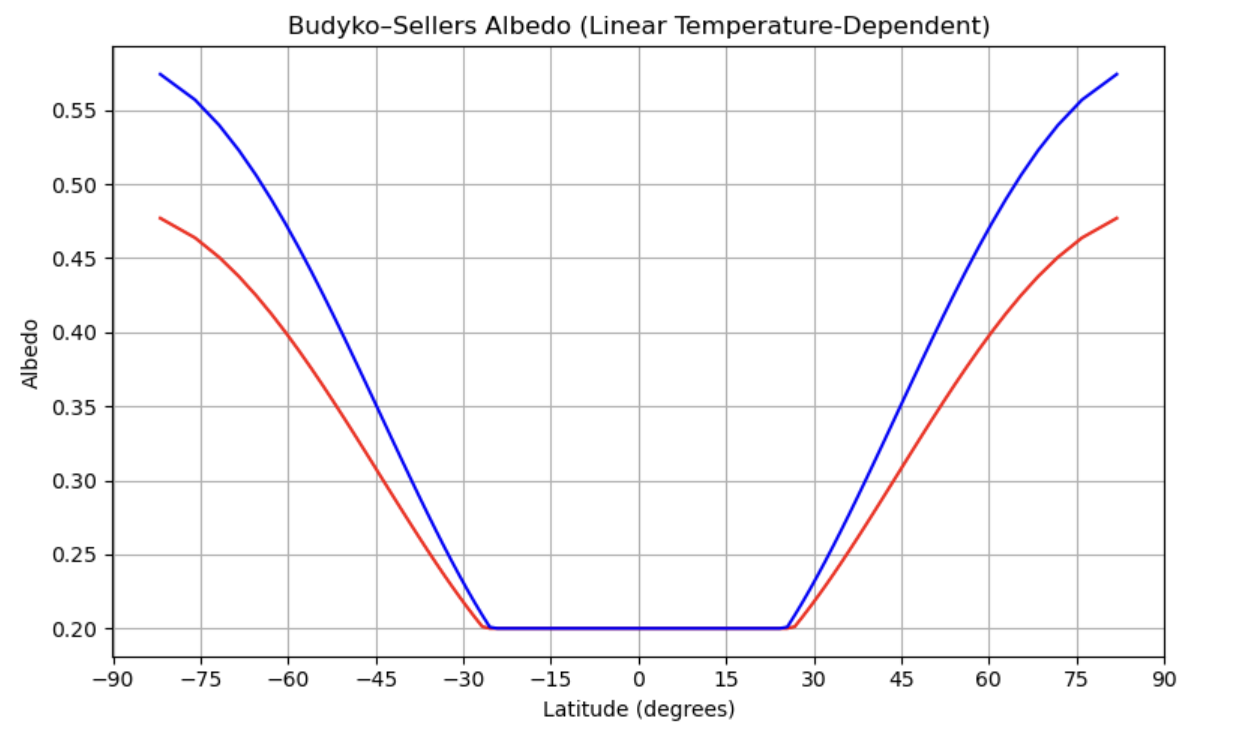 Budyko–Sellers Albedo (Linear Temperature-Dependent)
Albedo
0.55
0.50
0.45
0.40
0.35
0.30
0.25
0.20
−90 −75 −60 −45 −30 −15 0 15 30 45 60 75 90
Latitude (degrees)